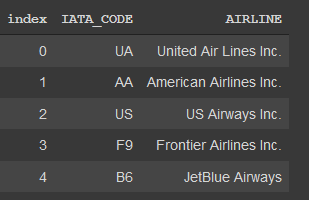 index IATA_CODE AIRLINE
0 UA United Air Lines Inc.
1 AA American Airlines Inc.
2 US US Airways Inc.
3 F9 Frontier Airlines Inc.
4 B6 JetBlue Airways